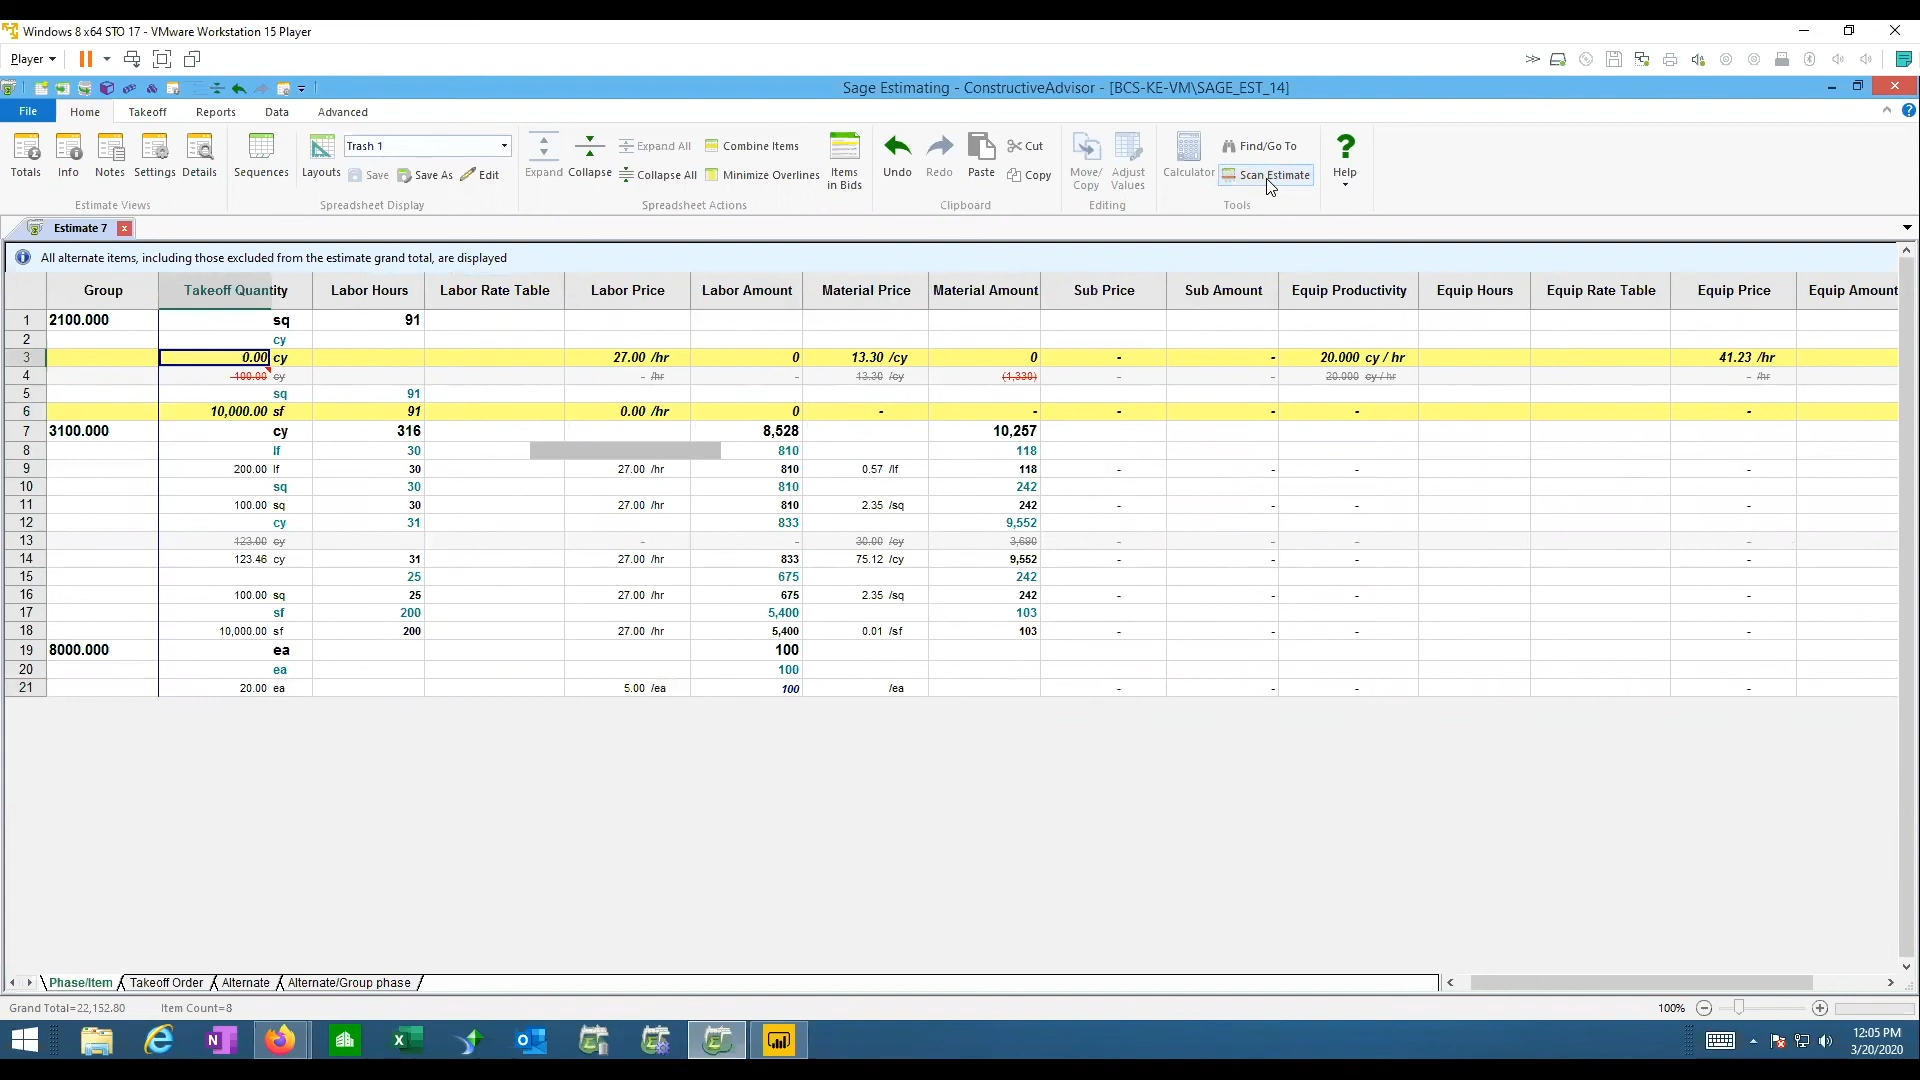 Windows 8 x64 STO 17 - VMware Workstation 15 Player
Player
Sage Estimating - ConstructiveAdvisor - [BCS-KE-VM\SAGE_EST_14]
File Home Takeoff Reports Data Advanced
Totals Info Notes Settings Details Sequences Layouts Trash 1 Save Save As Edit Expand Collapse Expand All Collapse All Combine Items Minimize Overlines Items in Bids Undo Redo Paste Cut Copy Move/ Copy Adjust Values Calculator Find/Go To Scan Estimate Help
Estimate Views Spreadsheet Display Spreadsheet Actions Clipboard Editing Tools
Estimate 7
All alternate items, including those excluded from the estimate grand total, are displayed
Group Takeoff Quantity Labor Hours Labor Rate Table Labor Price Labor Amount Material Price Material Amount Sub Price Sub Amount Equip Productivity Equip Hours Equip Rate Table Equip Price Equip Amount
1 2100.000 sq 91
2 cy
3 0.00 cy 27.00 /hr 0 13.30 /cy 0 - - 20.000 cy / hr 41.23 /hr
4 -100.00 cy - /hr - 13.30 /cy (1,330) - - 20.000 cy / hr - /hr
5 sq 91
6 10,000.00 sf 91 0.00 /hr 0 - - - - - -
7 3100.000 cy 316 8,528 10,257
8 lf 30 810 118
9 200.00 lf 30 27.00 /hr 810 0.57 /lf 118 - - - -
10 sq 30 810 242
11 100.00 sq 30 27.00 /hr 810 2.35 /sq 242 - - - -
12 cy 31 833 9,552
13 123.00 cy - - 30.00 /cy 3,690 - - - -
14 123.46 cy 31 27.00 /hr 833 75.12 /cy 9,552 - - - -
15 25 675 242
16 100.00 sq 25 27.00 /hr 675 2.35 /sq 242 - - - -
17 sf 200 5,400 103
18 10,000.00 sf 200 27.00 /hr 5,400 0.01 /sf 103 - - - -
19 8000.000 ea 100
20 ea 100
21 20.00 ea 5.00 /ea 100 /ea - - - -
Phase/Item Takeoff Order Alternate Alternate/Group phase
Grand Total=22,152.80 Item Count=8 100%
12:05 PM
3/20/2020